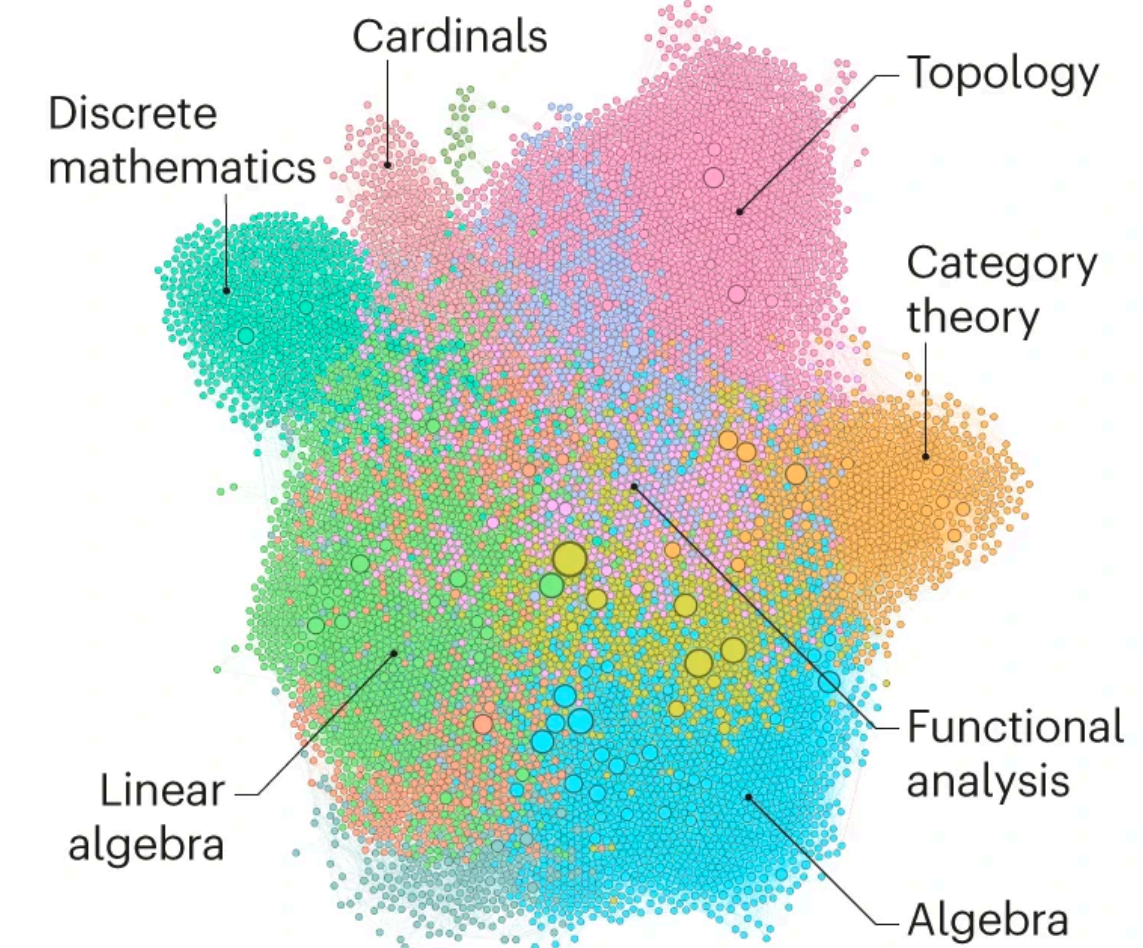 Cardinals
Topology
Discrete
mathematics
Category
theory
Functional
analysis
Linear
algebra
Algebra